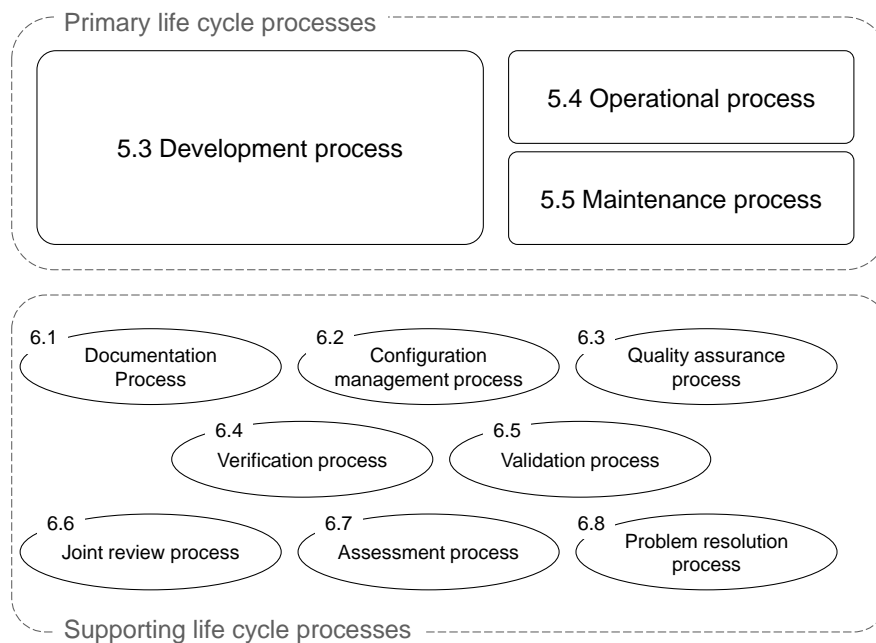 Primary life cycle processes
5.3 Development process
5.4 Operational process
5.5 Maintenance process
6.1
Documentation
Process
6.2
Configuration
management process
6.3
Quality assurance
process
6.4
Verification process
6.5
Validation process
6.6
Joint review process
6.7
Assessment process
6.8
Problem resolution
process
Supporting life cycle processes